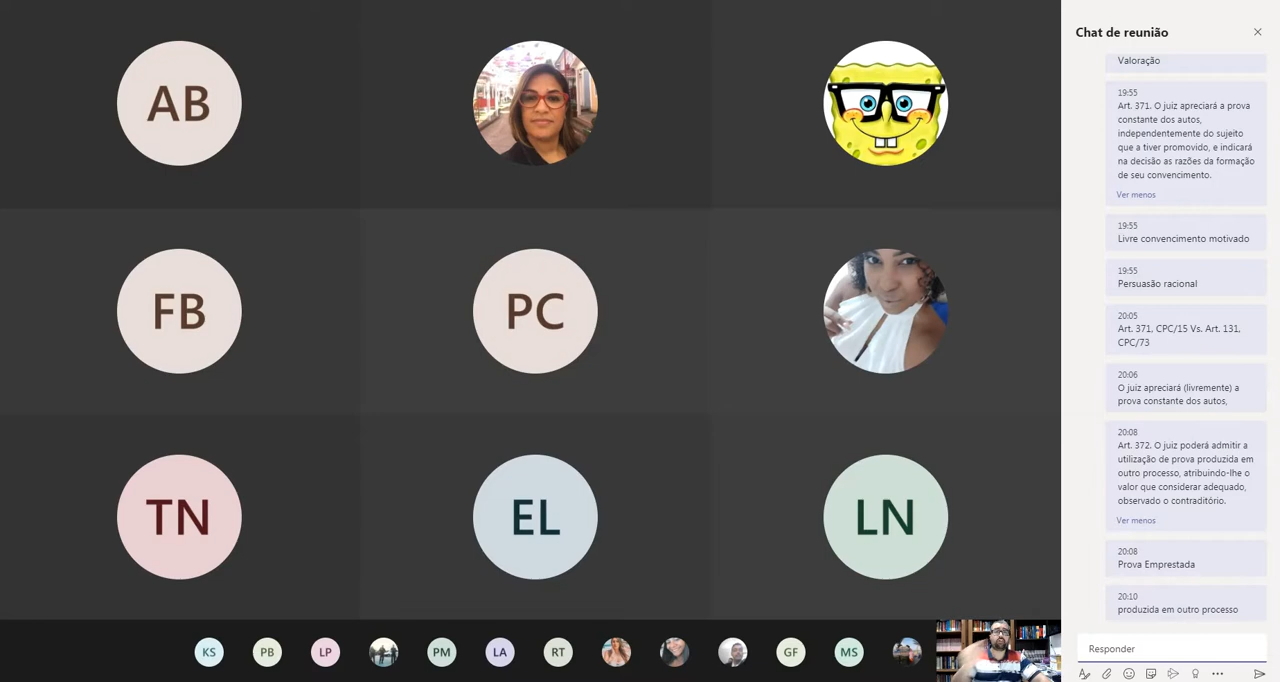 AB
FB
PC
TN
EL
LN
KS
PB
LP
PM
LA
RT
GF
MS
Chat de reunião
Valoração
19:55
Art. 371. O juiz apreciará a prova
constante dos autos,
independentemente do sujeito
que a tiver promovido, e indicará
na decisão as razões da formação
de seu convencimento.
Ver menos
19:55
Livre convencimento motivado
19:55
Persuasão racional
20:05
Art. 371, CPC/15 Vs. Art. 131,
CPC/73
20:06
O juiz apreciará (livremente) a
prova constante dos autos,
20:08
Art. 372. O juiz poderá admitir a
utilização de prova produzida em
outro processo, atribuindo-lhe o
valor que considerar adequado,
observado o contraditório.
Ver menos
20:08
Prova Emprestada
20:10
produzida em outro processo
Responder